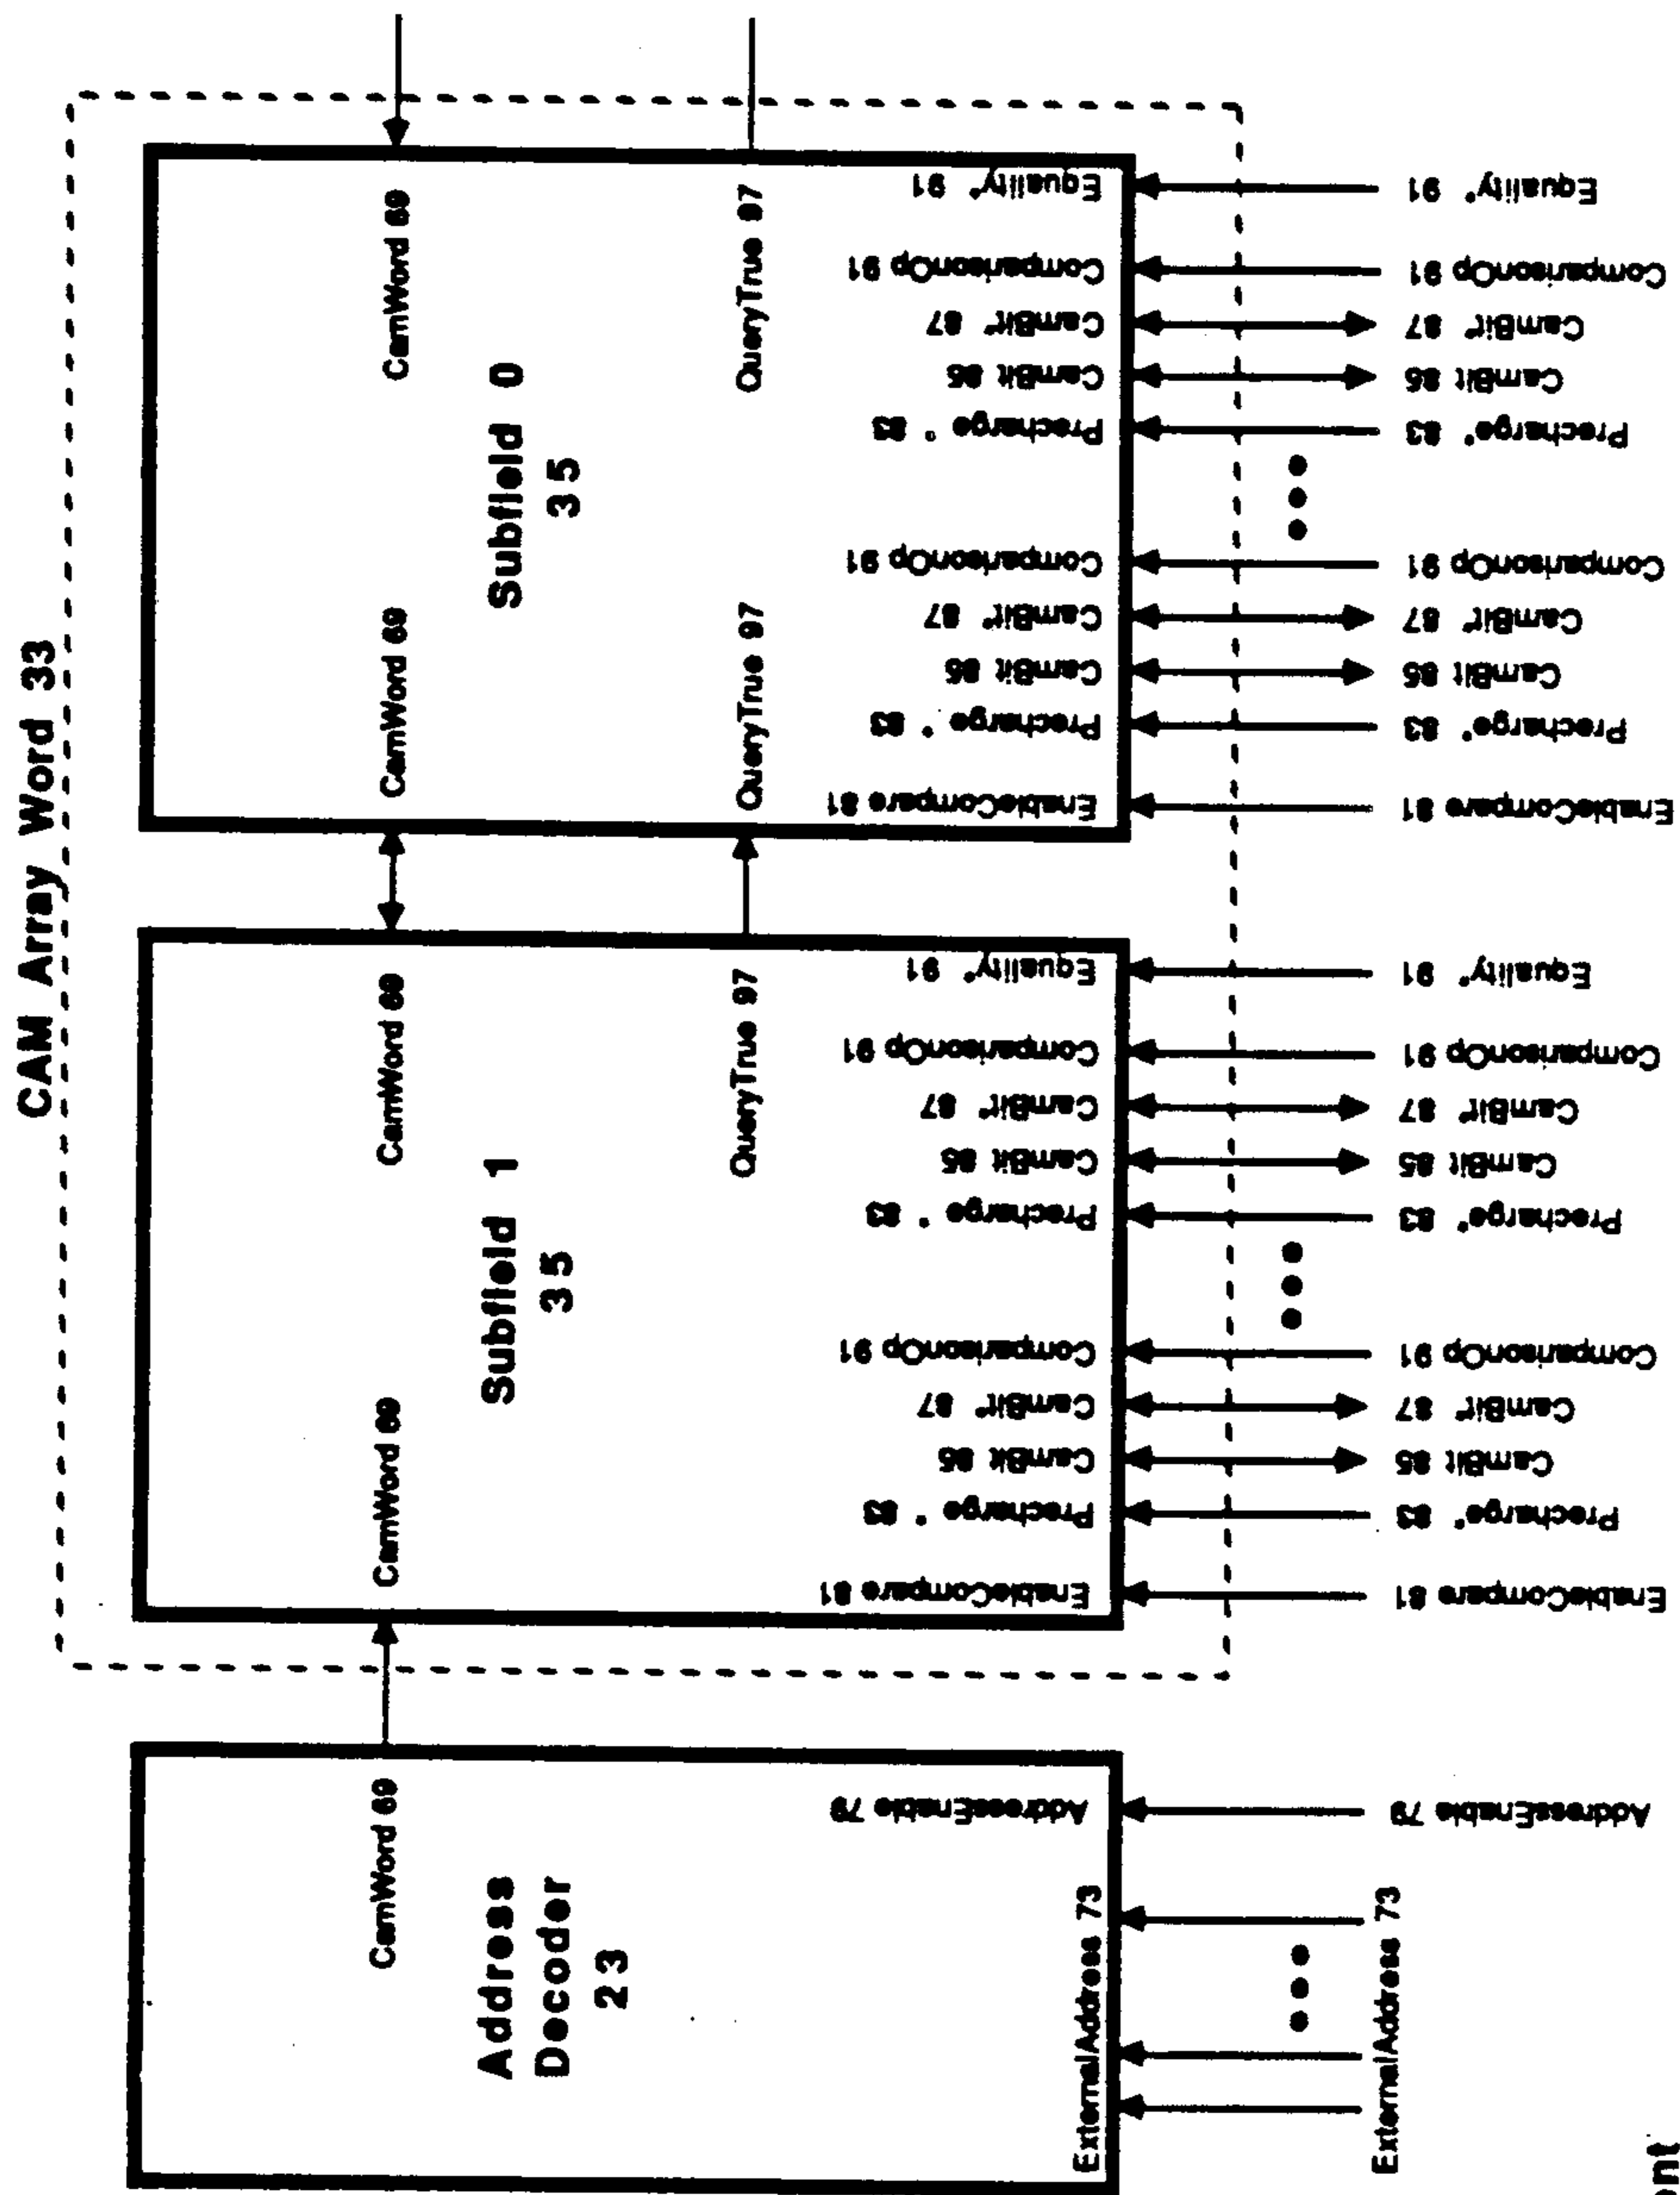 CAM Array Word 33
Address
Decoder
23
CamWord 69
AddressEnable 79
ExternalAddress 73
AddressEnable 79
ExternalAddress 73
Subfield 1
35
CamWord 69
CamWord 69
QueryTrue 97
EnableCompare 81
Precharge* 83
CamBit 85
CamBit* 87
ComparisonOp 91
Precharge* 83
CamBit 85
CamBit* 87
ComparisonOp 91
Equality* 91
EnableCompare 81
Precharge* 83
CamBit 85
CamBit* 87
ComparisonOp 91
• • •
Precharge* 83
CamBit 85
CamBit* 87
ComparisonOp 91
Equality* 91
Subfield 0
35
CamWord 69
CamWord 69
QueryTrue 97
QueryTrue 97
EnableCompare 81
Precharge* 83
CamBit 85
CamBit* 87
ComparisonOp 91
Precharge* 83
CamBit 85
CamBit* 87
ComparisonOp 91
Equality* 91
EnableCompare 81
Precharge* 83
CamBit 85
CamBit* 87
ComparisonOp 91
• • •
Precharge* 83
CamBit 85
CamBit* 87
ComparisonOp 91
Equality* 91